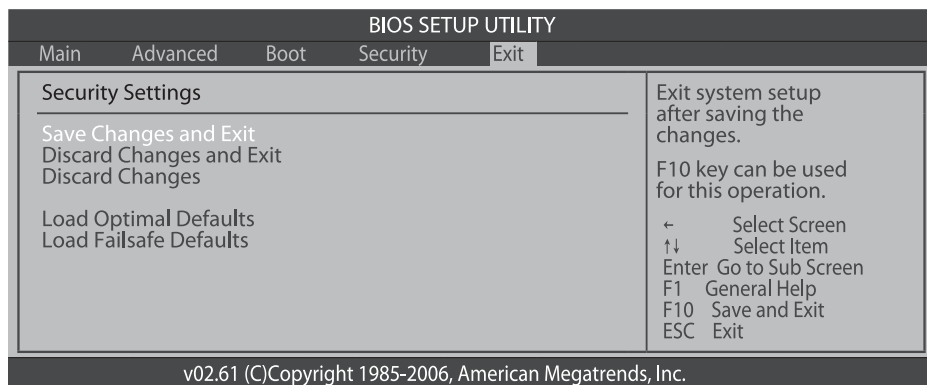 BIOS SETUP UTILITY
Main Advanced Boot Security Exit
Security Settings
Save Changes and Exit
Discard Changes and Exit
Discard Changes
Load Optimal Defaults
Load Failsafe Defaults
Exit system setup
after saving the
changes.
F10 key can be used
for this operation.
← Select Screen
↑↓ Select Item
Enter Go to Sub Screen
F1 General Help
F10 Save and Exit
ESC Exit
v02.61 (C)Copyright 1985-2006, American Megatrends, Inc.